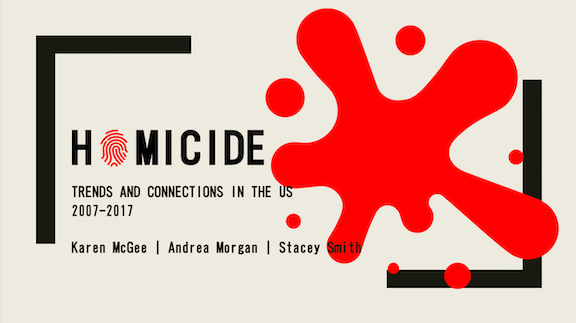 HOMICIDE
TRENDS AND CONNECTIONS IN THE US
2007-2017
Karen McGee | Andrea Morgan | Stacey Smith